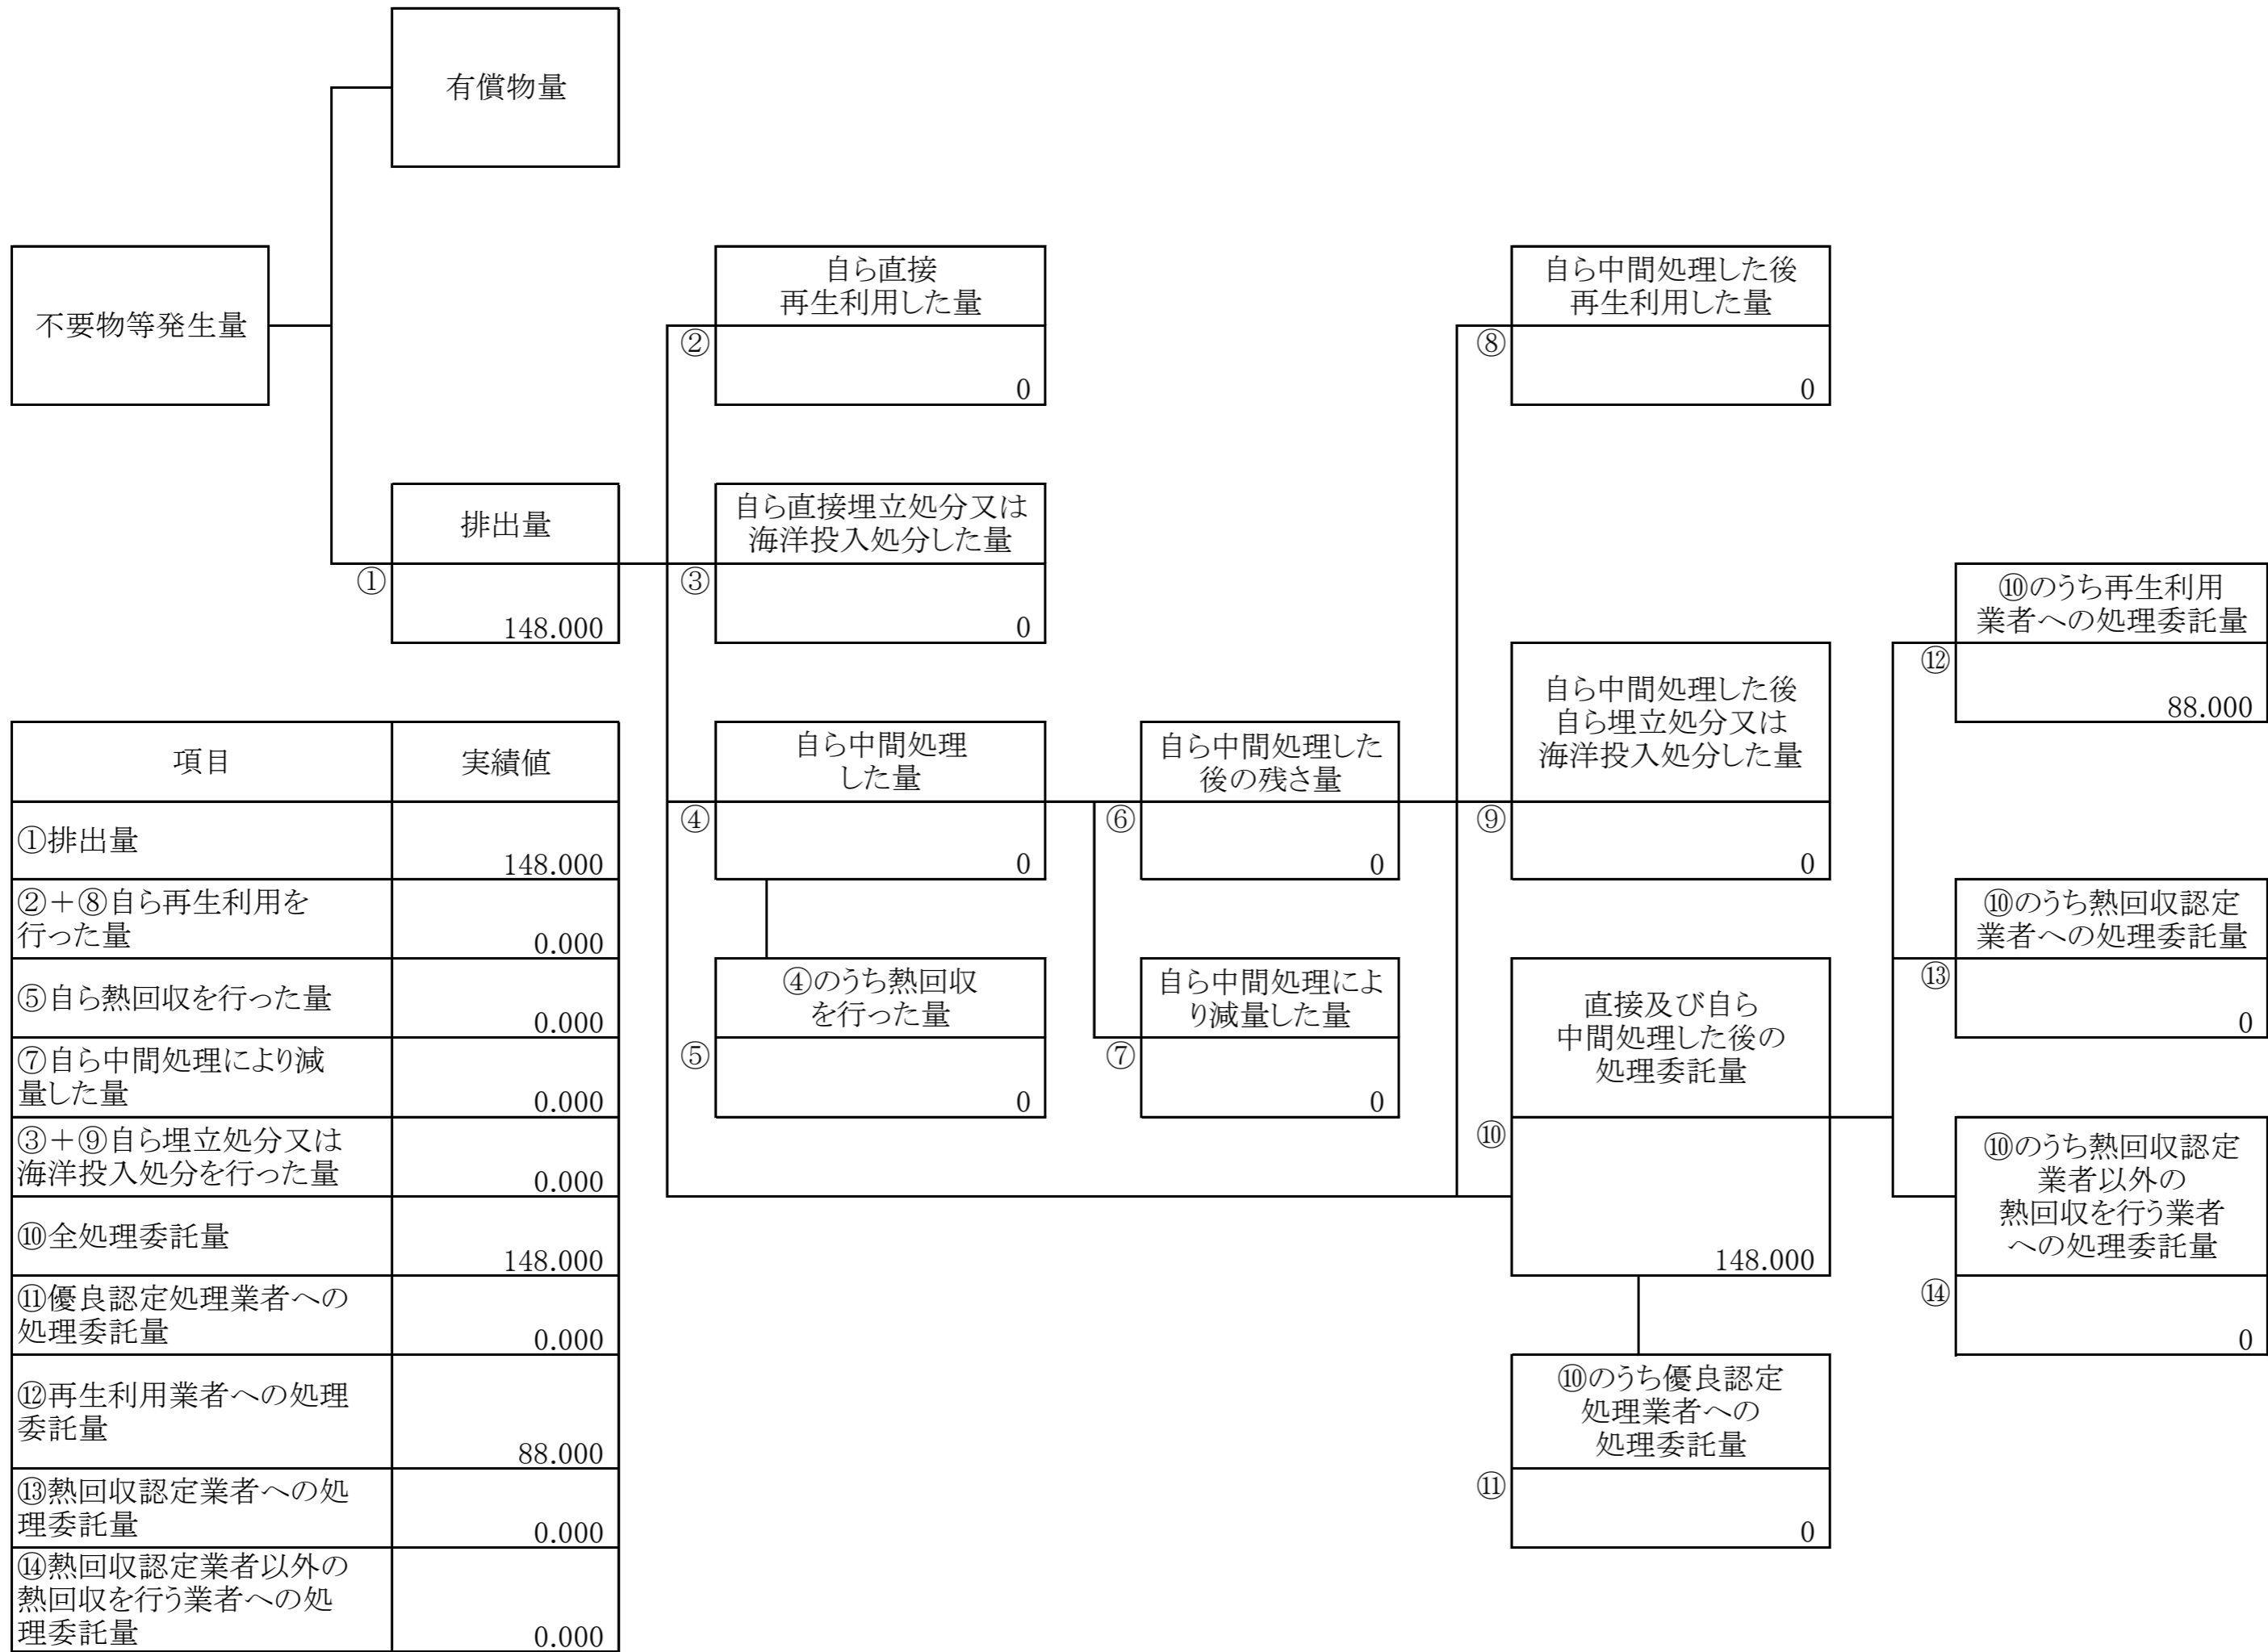 有償物量
不要物等発生量
自ら直接
再生利用した量
②
0
自ら中間処理した後
再生利用した量
⑧
0
排出量
①
148.000
自ら直接埋立処分又は
海洋投入処分した量
③
0
⑩のうち再生利用
業者への処理委託量
⑫
88.000
自ら中間処理
した量
④
0
自ら中間処理した
後の残さ量
⑥
0
自ら中間処理した後
自ら埋立処分又は
海洋投入処分した量
⑨
0
④のうち熱回収
を行った量
⑤
0
自ら中間処理によ
り減量した量
⑦
0
直接及び自ら
中間処理した後の
処理委託量
⑩
148.000
⑩のうち熱回収認定
業者への処理委託量
⑬
0
⑩のうち熱回収認定
業者以外の
熱回収を行う業者
への処理委託量
⑭
0
⑩のうち優良認定
処理業者への
処理委託量
⑪
0
項目
実績値
①排出量
148.000
②＋⑧自ら再生利用を
行った量
0.000
⑤自ら熱回収を行った量
0.000
⑦自ら中間処理により減
量した量
0.000
③＋⑨自ら埋立処分又は
海洋投入処分を行った量
0.000
⑩全処理委託量
148.000
⑪優良認定処理業者への
処理委託量
0.000
⑫再生利用業者への処理
委託量
88.000
⑬熱回収認定業者への処
理委託量
0.000
⑭熱回収認定業者以外の
熱回収を行う業者への処
理委託量
0.000